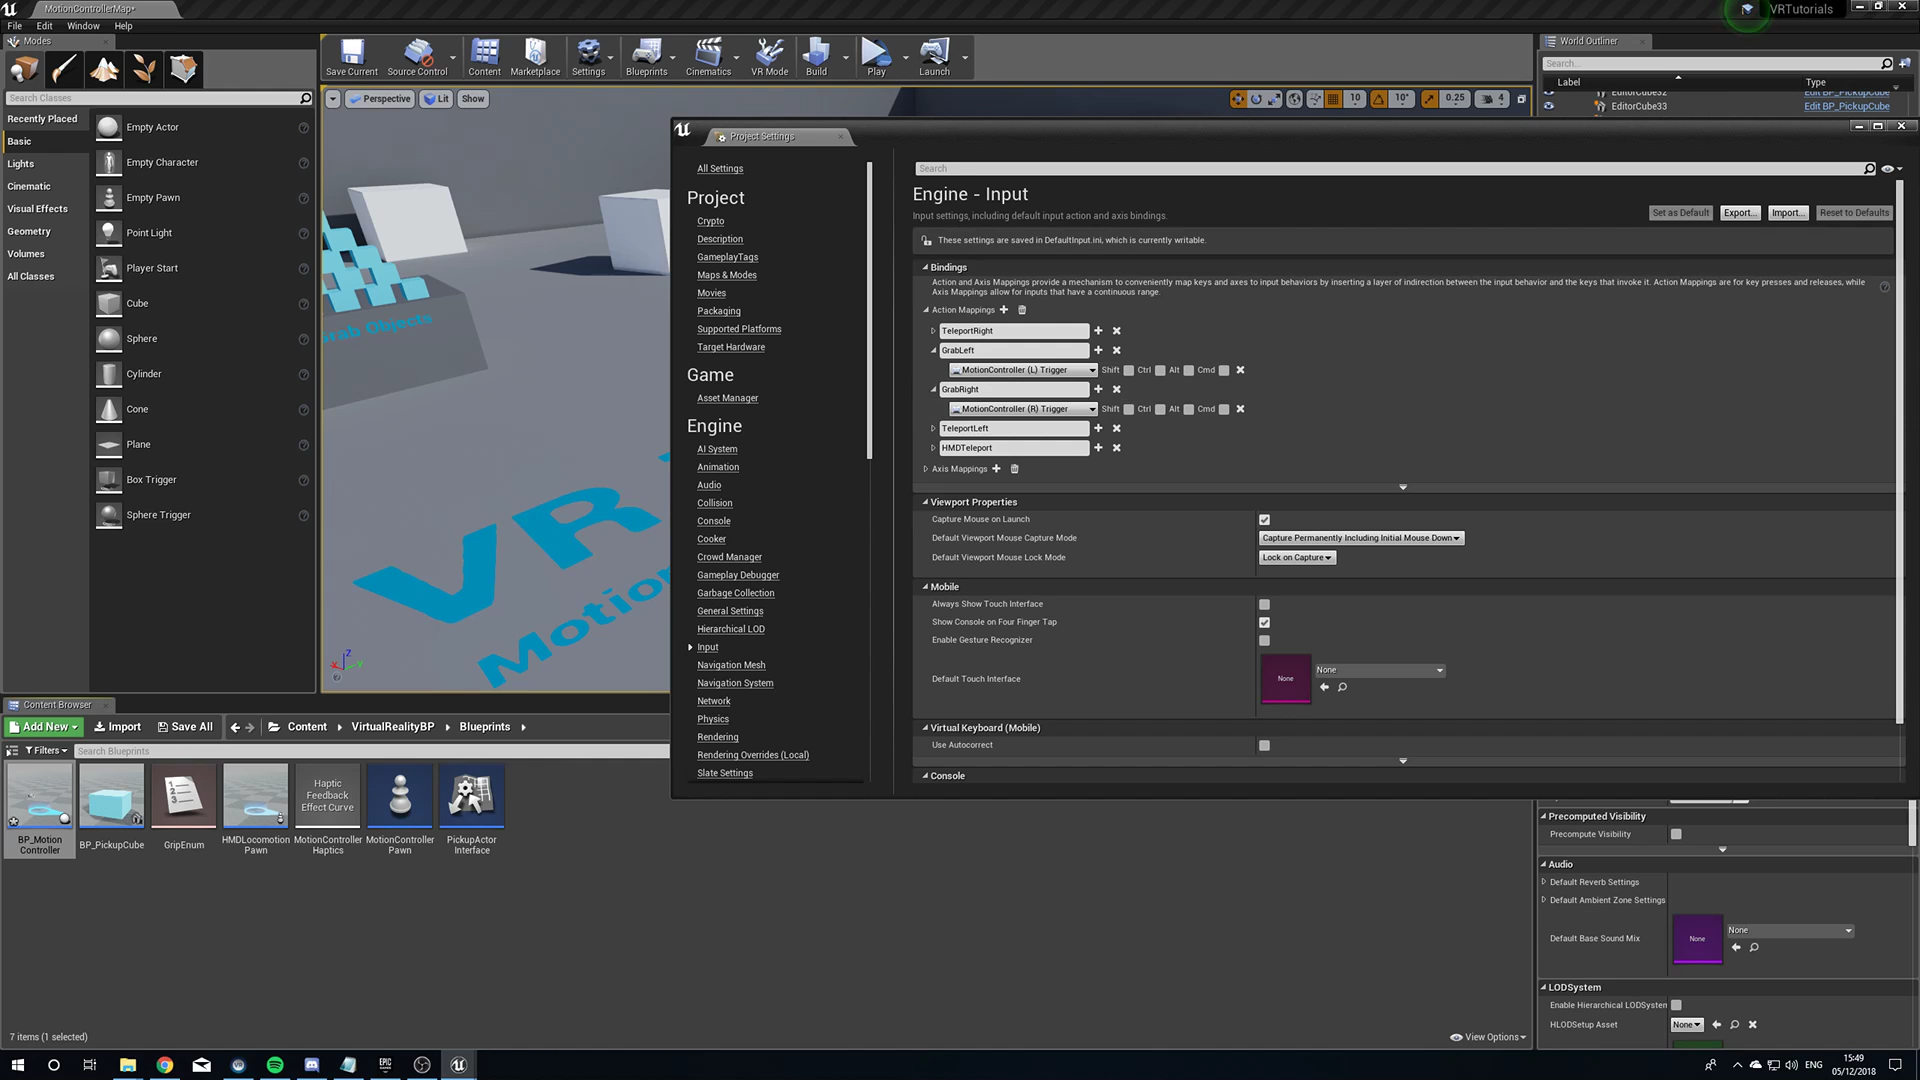 MotionControllerMap*
VRTutorials
File Edit Window Help
Modes
World Outliner
Save Current Source Control Content Marketplace Settings Blueprints Cinematics VR Mode Build Play Launch
Search...
Label Type
EditorCube32 Edit BP_PickupCube
EditorCube33 Edit BP_PickupCube
Search Classes
Perspective Lit Show
10 10° 0.25 4
Recently Placed
Basic
Lights
Cinematic
Visual Effects
Geometry
Volumes
All Classes
Empty Actor
Empty Character
Empty Pawn
Point Light
Player Start
Cube
Sphere
Cylinder
Cone
Plane
Box Trigger
Sphere Trigger
Grab Objects
VR
Motion
X Y Z
Project Settings
All Settings
Project
Crypto
Description
GameplayTags
Maps & Modes
Movies
Packaging
Supported Platforms
Target Hardware
Game
Asset Manager
Engine
AI System
Animation
Audio
Collision
Console
Cooker
Crowd Manager
Gameplay Debugger
Garbage Collection
General Settings
Hierarchical LOD
Input
Navigation Mesh
Navigation System
Network
Physics
Rendering
Rendering Overrides (Local)
Slate Settings
Search
Engine - Input
Input settings, including default input action and axis bindings.
Set as Default Export... Import... Reset to Defaults
These settings are saved in DefaultInput.ini, which is currently writable.
Bindings
Action and Axis Mappings provide a mechanism to conveniently map keys and axes to input behaviors by inserting a layer of indirection between the input behavior and the keys that invoke it. Action Mappings are for key presses and releases, while
Axis Mappings allow for inputs that have a continuous range.
Action Mappings
TeleportRight
GrabLeft
MotionController (L) Trigger Shift Ctrl Alt Cmd
GrabRight
MotionController (R) Trigger Shift Ctrl Alt Cmd
TeleportLeft
HMDTeleport
Axis Mappings
Viewport Properties
Capture Mouse on Launch
Default Viewport Mouse Capture Mode Capture Permanently Including Initial Mouse Down
Default Viewport Mouse Lock Mode Lock on Capture
Mobile
Always Show Touch Interface
Show Console on Four Finger Tap
Enable Gesture Recognizer
Default Touch Interface None None
Virtual Keyboard (Mobile)
Use Autocorrect
Console
Content Browser
Add New Import Save All Content VirtualRealityBP Blueprints
Filters Search Blueprints
BP_Motion
Controller
BP_PickupCube
GripEnum
HMDLocomotion
Pawn
Haptic
Feedback
Effect Curve
MotionController
Haptics
MotionController
Pawn
PickupActor
Interface
7 items (1 selected)
View Options
Precomputed Visibility
Precompute Visibility
Audio
Default Reverb Settings
Default Ambient Zone Settings
Default Base Sound Mix None None
LODSystem
Enable Hierarchical LODSystem
HLODSetup Asset None
EPIC
GAMES
ENG
15:49
05/12/2018